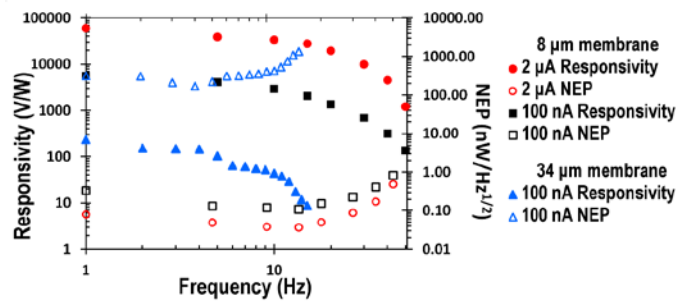 100000
10000
1000
100
10
1
Responsivity (V/W)
1
10
Frequency (Hz)
10000.00
1000.00
100.00
10.00
1.00
0.10
0.01
NEP (nW/Hz1/2)
8 µm membrane
2 µA Responsivity
2 µA NEP
100 nA Responsivity
100 nA NEP
34 µm membrane
100 nA Responsivity
100 nA NEP